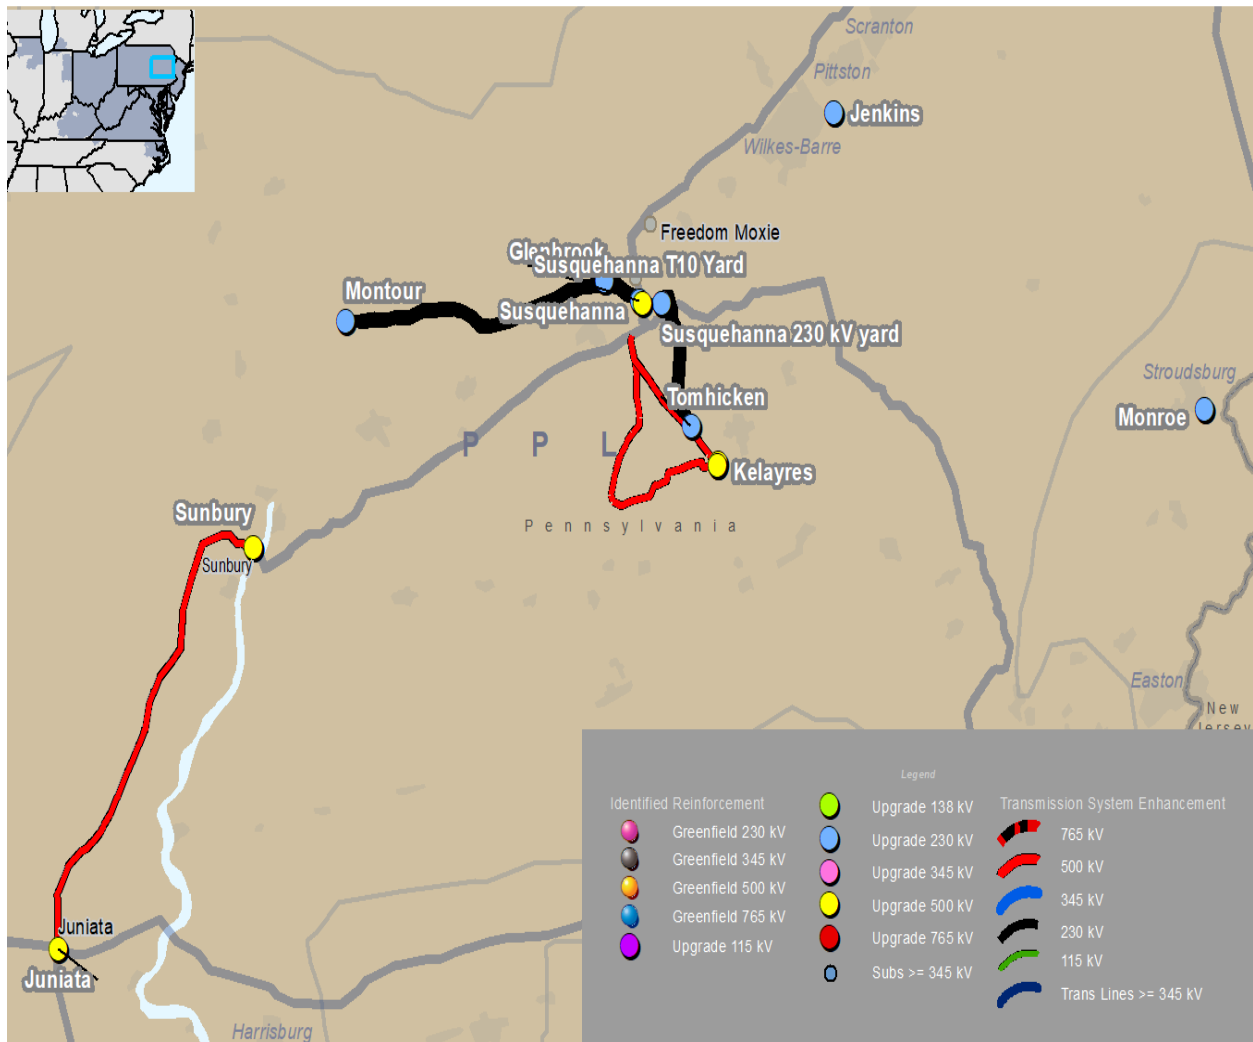 Scranton
Pittston
Jenkins
Wilkes-Barre
Freedom Moxie
Glenbrook
Susquehanna T10 Yard
Montour
Susquehanna
Susquehanna 230 kV yard
Stroudsburg
Tomhicken
Monroe
P P L
Kelayres
Sunbury
Pennsylvania
Sunbury
Easton
New
Jersey
Juniata
Juniata
Harrisburg
Legend
Identified Reinforcement
Greenfield 230 kV
Greenfield 345 kV
Greenfield 500 kV
Greenfield 765 kV
Upgrade 115 kV
Upgrade 138 kV
Upgrade 230 kV
Upgrade 345 kV
Upgrade 500 kV
Upgrade 765 kV
Subs >= 345 kV
Transmission System Enhancement
765 kV
500 kV
345 kV
230 kV
115 kV
Trans Lines >= 345 kV